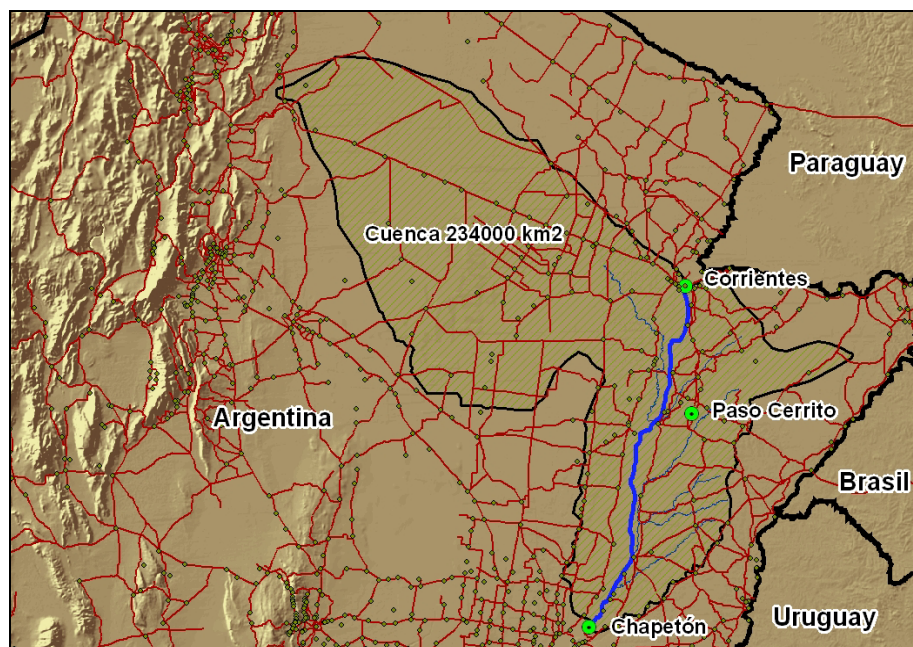 Paraguay
Cuenca 234000 km2
Corrientes
Argentina
Paso Cerrito
Brasil
Chapetón
Uruguay